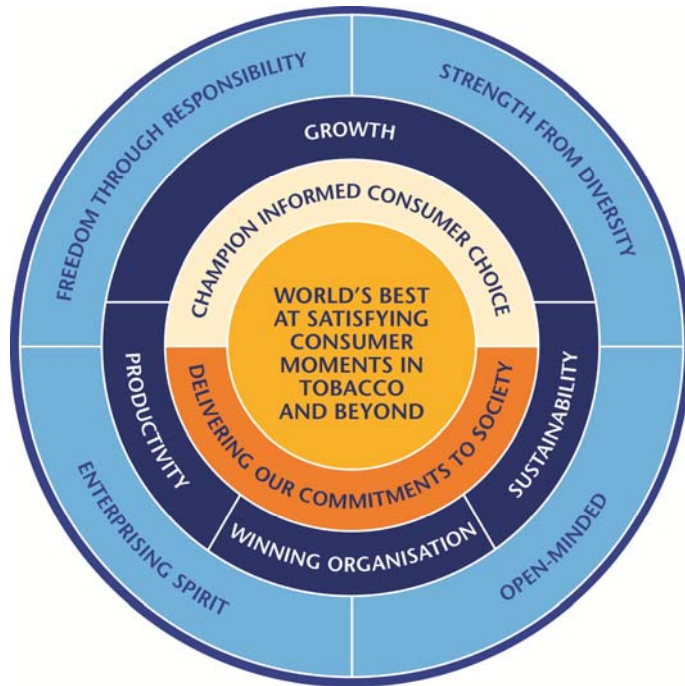 FREEDOM THROUGH RESPONSIBILITY
STRENGTH FROM DIVERSITY
GROWTH
CHAMPION INFORMED CONSUMER CHOICE
WORLD'S BEST
AT SATISFYING
CONSUMER
MOMENTS IN
TOBACCO
AND BEYOND
DELIVERING OUR COMMITMENTS TO SOCIETY
PRODUCTIVITY
SUSTAINABILITY
WINNING ORGANISATION
ENTERPRISING SPIRIT
OPEN-MINDED